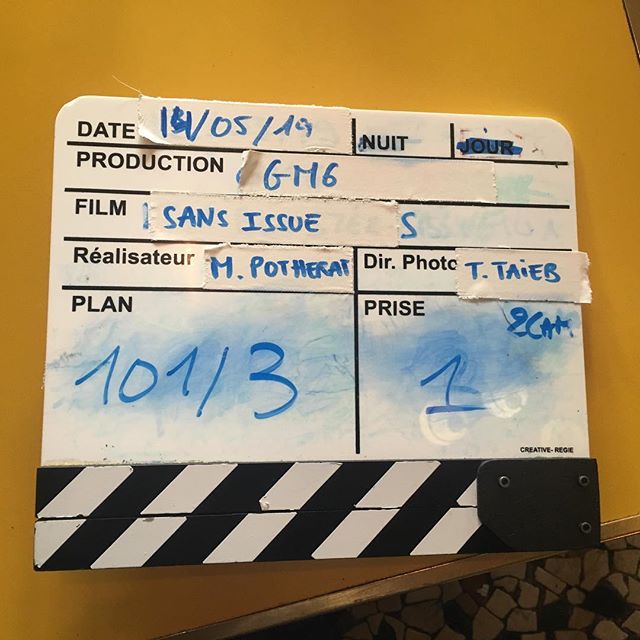 DATE /05/19 NUIT JOUR
PRODUCTION GM6
FILM SANS ISSUE S
Réalisateur M. POTHERAT Dir. Photo T. TAIEB
PLAN PRISE
2CAM
101/3 1
CREATIVE- REGIE